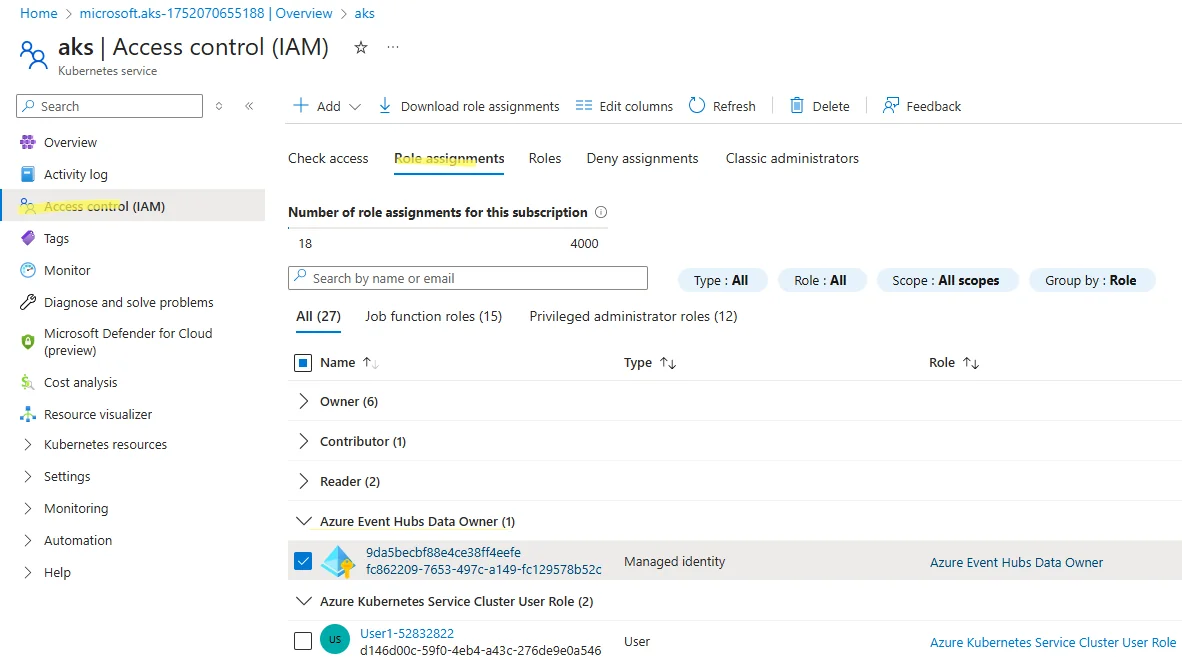 Home > microsoft.aks-1752070655188 | Overview > aks
aks | Access control (IAM)
Kubernetes service
Search
Overview
Activity log
Access control (IAM)
Tags
Monitor
Diagnose and solve problems
Microsoft Defender for Cloud
(preview)
Cost analysis
Resource visualizer
Kubernetes resources
Settings
Monitoring
Automation
Help
Add
Download role assignments
Edit columns
Refresh
Delete
Feedback
Check access
Role assignments
Roles
Deny assignments
Classic administrators
Number of role assignments for this subscription
18
4000
Search by name or email
Type : All
Role : All
Scope : All scopes
Group by : Role
All (27)
Job function roles (15)
Privileged administrator roles (12)
Name
Type
Role
Owner (6)
Contributor (1)
Reader (2)
Azure Event Hubs Data Owner (1)
9da5becbf88e4ce38ff4eefe
fc862209-7653-497c-a149-fc129578b52c
Managed identity
Azure Event Hubs Data Owner
Azure Kubernetes Service Cluster User Role (2)
US
User1-52832822
d146d00c-59f0-4eb4-a43c-276de9e0a546
User
Azure Kubernetes Service Cluster User Role